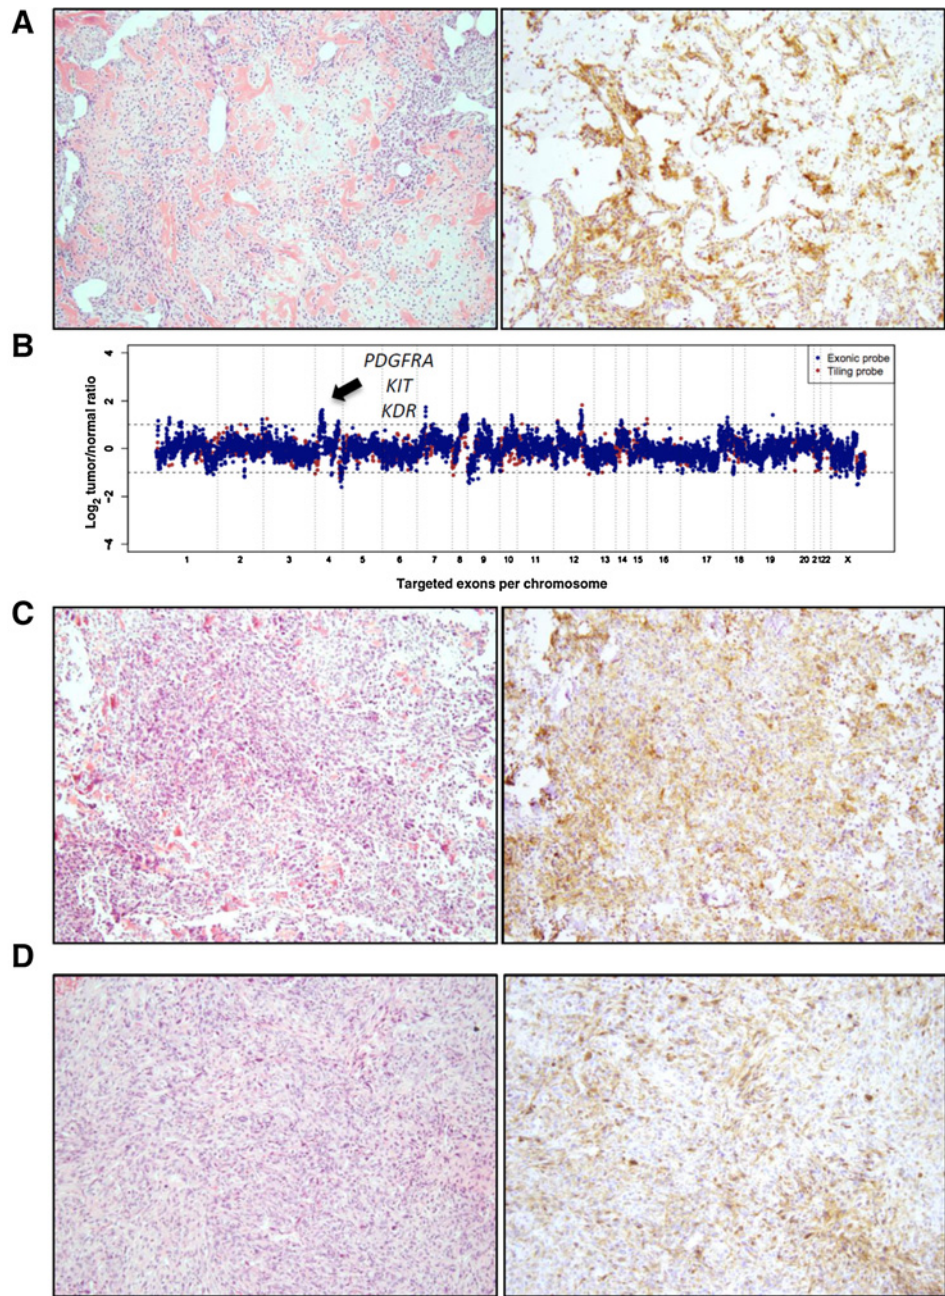 A
B
PDGFRA
KIT
KDR
Exonic probe
Tiling probe
Log2 tumor/normal ratio
4
2
0
-2
-4
1 2 3 4 5 6 7 8 9 10 11 12 13 14 15 16 17 18 19 20 21 22 X
Targeted exons per chromosome
C
D